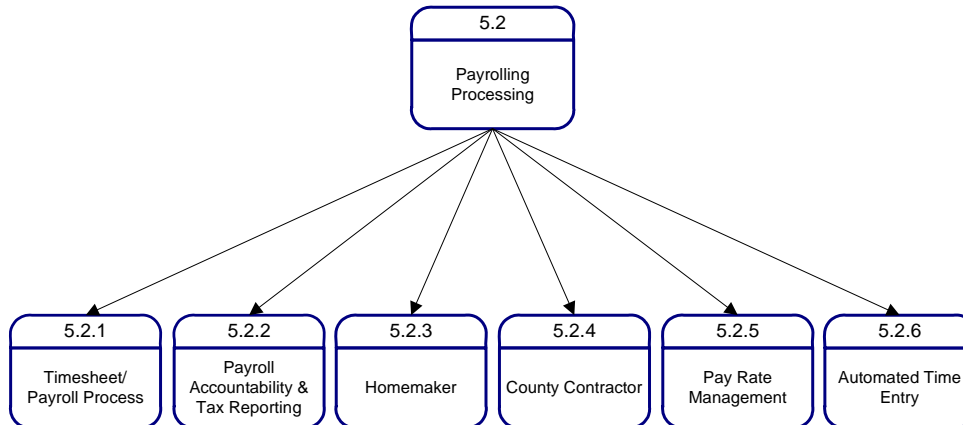 5.2
Payrolling
Processing
5.2.1
Timesheet/
Payroll Process
5.2.2
Payroll
Accountability &
Tax Reporting
5.2.3
Homemaker
5.2.4
County Contractor
5.2.5
Pay Rate
Management
5.2.6
Automated Time
Entry